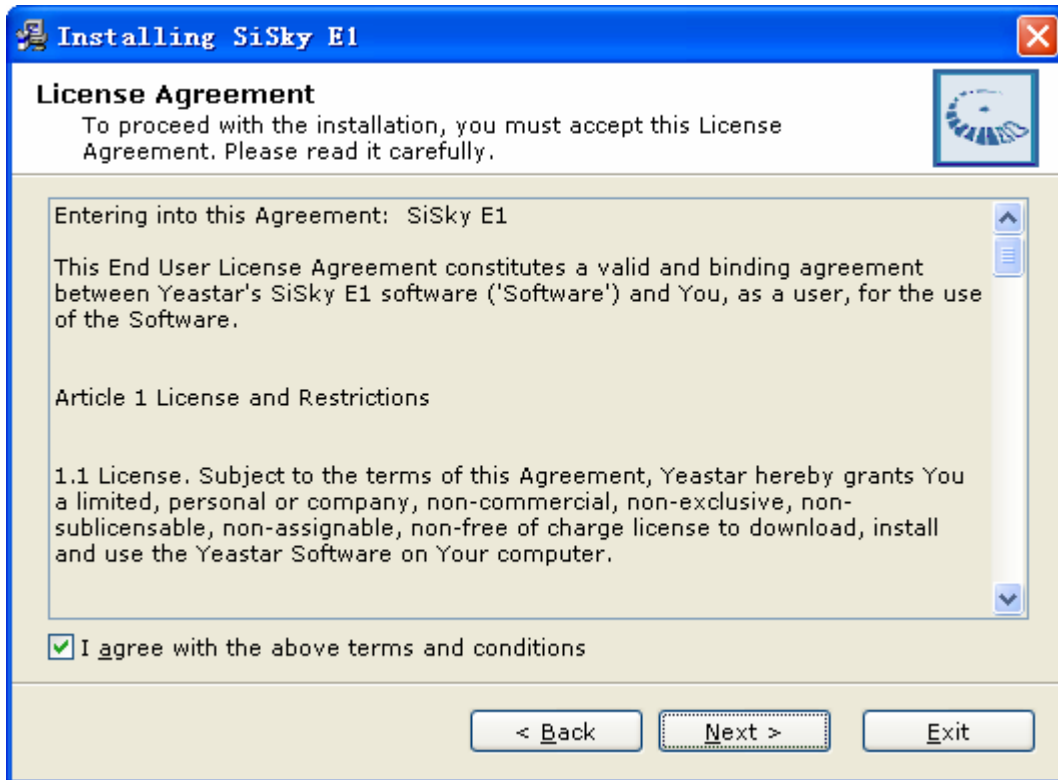 Installing SiSky E1
License Agreement
To proceed with the installation, you must accept this License
Agreement. Please read it carefully.
Entering into this Agreement:  SiSky E1
This End User License Agreement constitutes a valid and binding agreement
between Yeastar's SiSky E1 software ('Software') and You, as a user, for the use
of the Software.
Article 1 License and Restrictions
1.1 License. Subject to the terms of this Agreement, Yeastar hereby grants You
a limited, personal or company, non-commercial, non-exclusive, non-
sublicensable, non-assignable, non-free of charge license to download, install
and use the Yeastar Software on Your computer.
I agree with the above terms and conditions
< Back
Next >
Exit